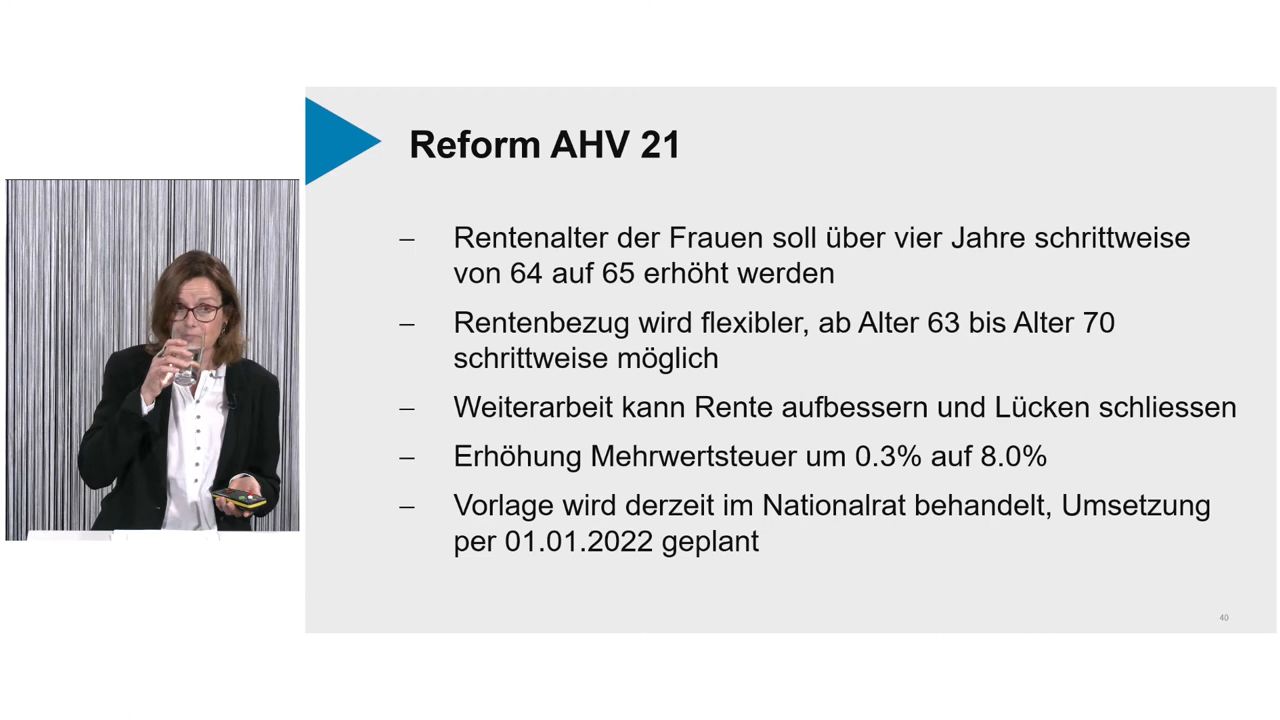 Reform AHV 21
– Rentenalter der Frauen soll über vier Jahre schrittweise
von 64 auf 65 erhöht werden
– Rentenbezug wird flexibler, ab Alter 63 bis Alter 70
schrittweise möglich
– Weiterarbeit kann Rente aufbessern und Lücken schliessen
– Erhöhung Mehrwertsteuer um 0.3% auf 8.0%
– Vorlage wird derzeit im Nationalrat behandelt, Umsetzung
per 01.01.2022 geplant
40